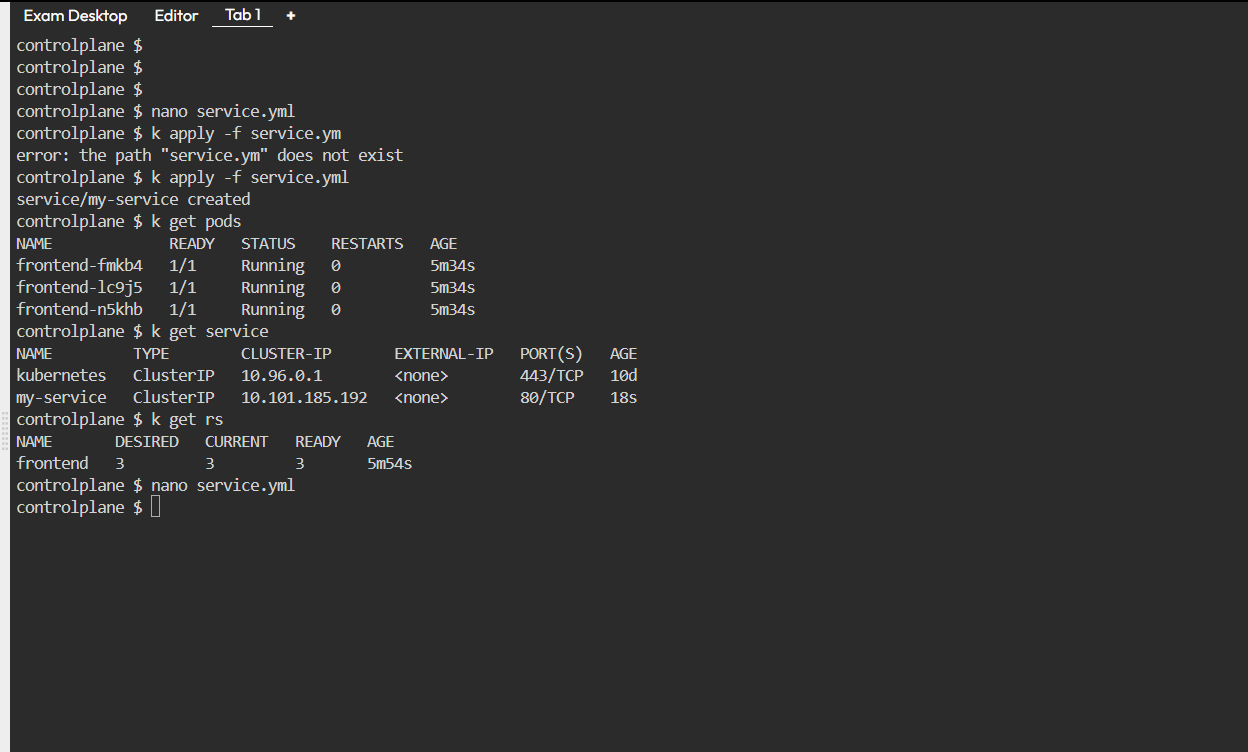 Exam Desktop Editor Tab 1 +
controlplane $
controlplane $
controlplane $
controlplane $ nano service.yml
controlplane $ k apply -f service.ym
error: the path "service.ym" does not exist
controlplane $ k apply -f service.yml
service/my-service created
controlplane $ k get pods
NAME READY STATUS RESTARTS AGE
frontend-fmkb4 1/1 Running 0 5m34s
frontend-lc9j5 1/1 Running 0 5m34s
frontend-n5khb 1/1 Running 0 5m34s
controlplane $ k get service
NAME TYPE CLUSTER-IP EXTERNAL-IP PORT(S) AGE
kubernetes ClusterIP 10.96.0.1 <none> 443/TCP 10d
my-service ClusterIP 10.101.185.192 <none> 80/TCP 18s
controlplane $ k get rs
NAME DESIRED CURRENT READY AGE
frontend 3 3 3 5m54s
controlplane $ nano service.yml
controlplane $